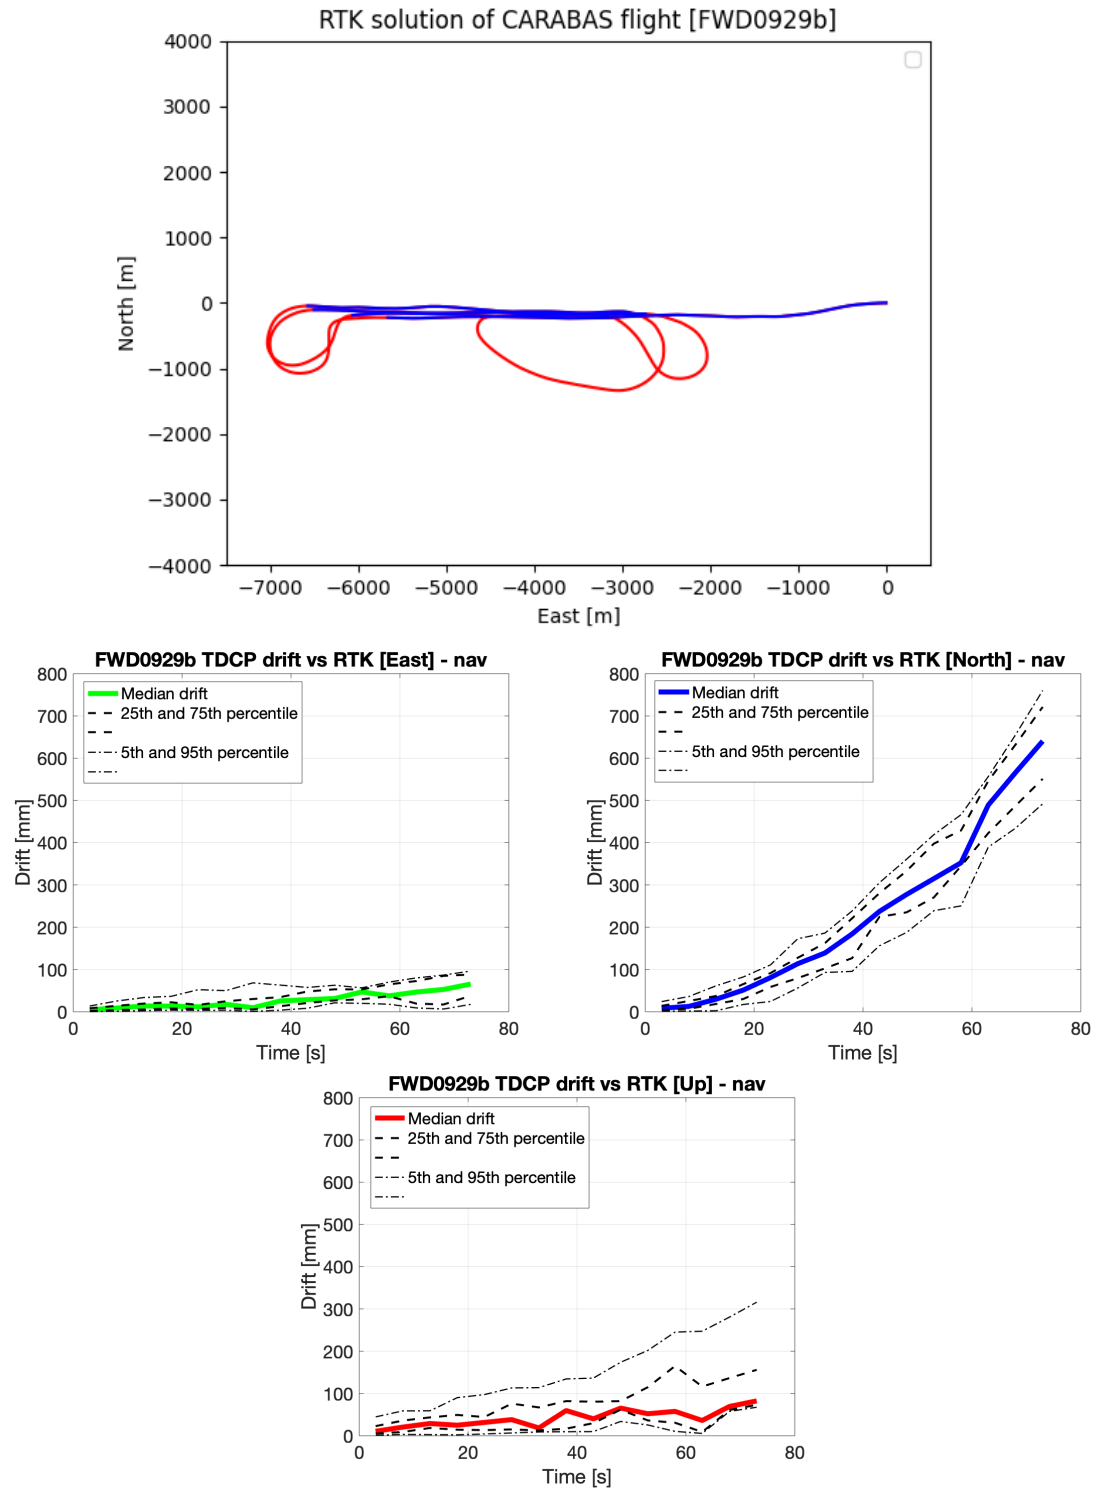 RTK solution of CARABAS flight [FWD0929b]
4000
3000
2000
1000
0
−1000
−2000
−3000
−4000
North [m]
−7000 −6000 −5000 −4000 −3000 −2000 −1000 0
East [m]
FWD0929b TDCP drift vs RTK [East] - nav
800
700
600
500
400
300
200
100
0
Drift [mm]
Median drift
25th and 75th percentile
5th and 95th percentile
0 20 40 60 80
Time [s]
FWD0929b TDCP drift vs RTK [North] - nav
800
700
600
500
400
300
200
100
0
Drift [mm]
Median drift
25th and 75th percentile
5th and 95th percentile
0 20 40 60 80
Time [s]
FWD0929b TDCP drift vs RTK [Up] - nav
800
700
600
500
400
300
200
100
0
Drift [mm]
Median drift
25th and 75th percentile
5th and 95th percentile
0 20 40 60 80
Time [s]